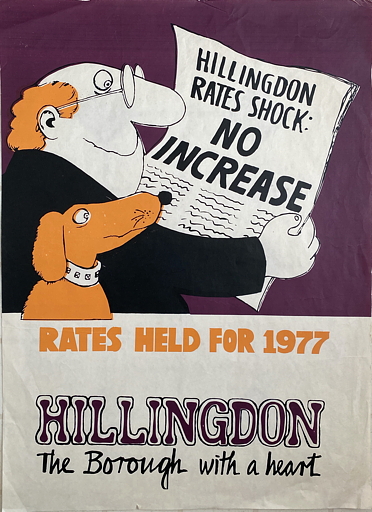 HILLINGDON
RATES SHOCK:
NO
INCREASE
RATES HELD FOR 1977
HILLINGDON
The Borough with a heart